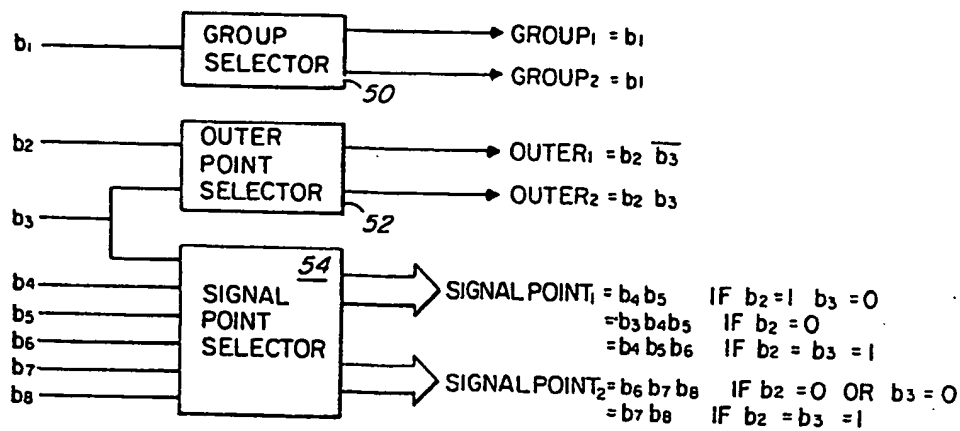 b₁
GROUP
SELECTOR
50
GROUP₁ = b₁
GROUP₂ = b₁
b₂
OUTER
POINT
SELECTOR
52
OUTER₁ = b₂ b̅₃̅
OUTER₂ = b₂ b₃
b₃
54
b₄
b₅
b₆
b₇
b₈
SIGNAL
POINT
SELECTOR
SIGNAL POINT₁ = b₄ b₅ IF b₂ = 1 b₃ = 0
= b₃ b₄ b₅ IF b₂ = 0
= b₄ b₅ b₆ IF b₂ = b₃ = 1
SIGNAL POINT₂ = b₆ b₇ b₈ IF b₂ = 0 OR b₃ = 0
= b₇ b₈ IF b₂ = b₃ = 1